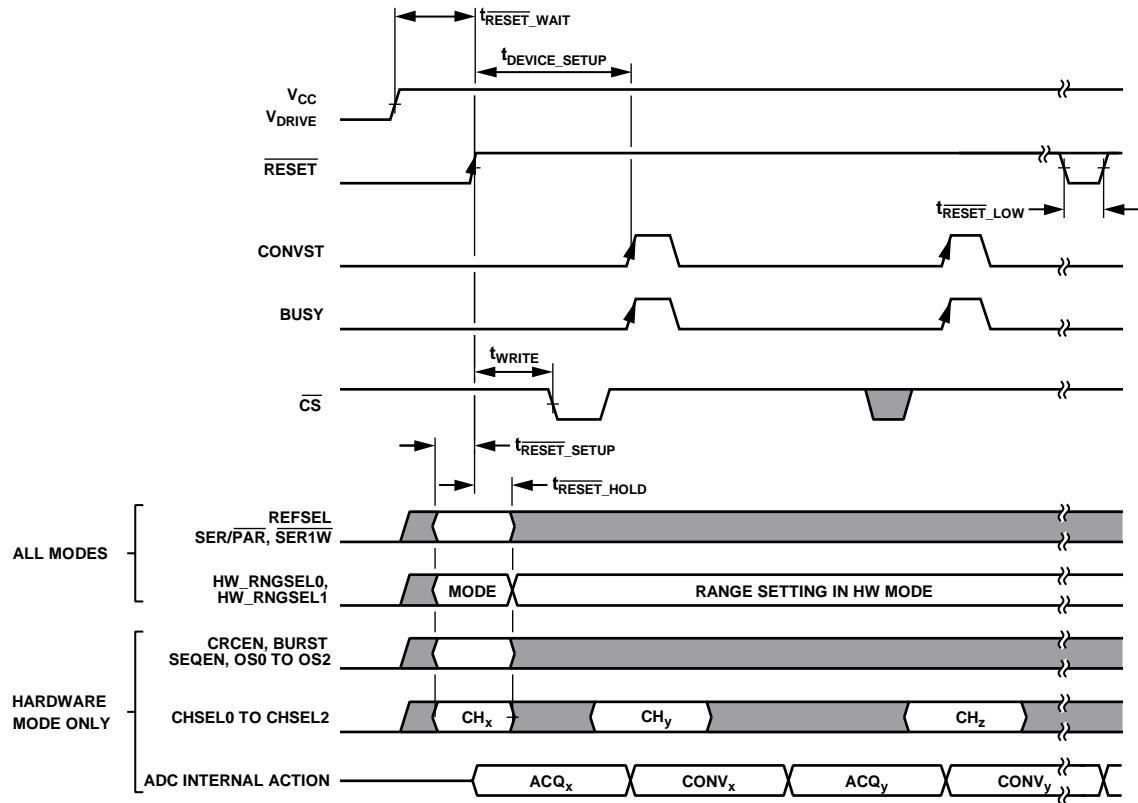 tRESET_WAIT
tDEVICE_SETUP
VCC
VDRIVE
RESET
tRESET_LOW
CONVST
BUSY
tWRITE
CS
tRESET_SETUP
tRESET_HOLD
ALL MODES
REFSEL
SER/PAR, SER1W
HW_RNGSEL0,
HW_RNGSEL1
MODE
RANGE SETTING IN HW MODE
HARDWARE
MODE ONLY
CRCEN, BURST
SEQEN, OS0 TO OS2
CHSEL0 TO CHSEL2
CHx
CHy
CHz
ADC INTERNAL ACTION
ACQx
CONVx
ACQy
CONVy